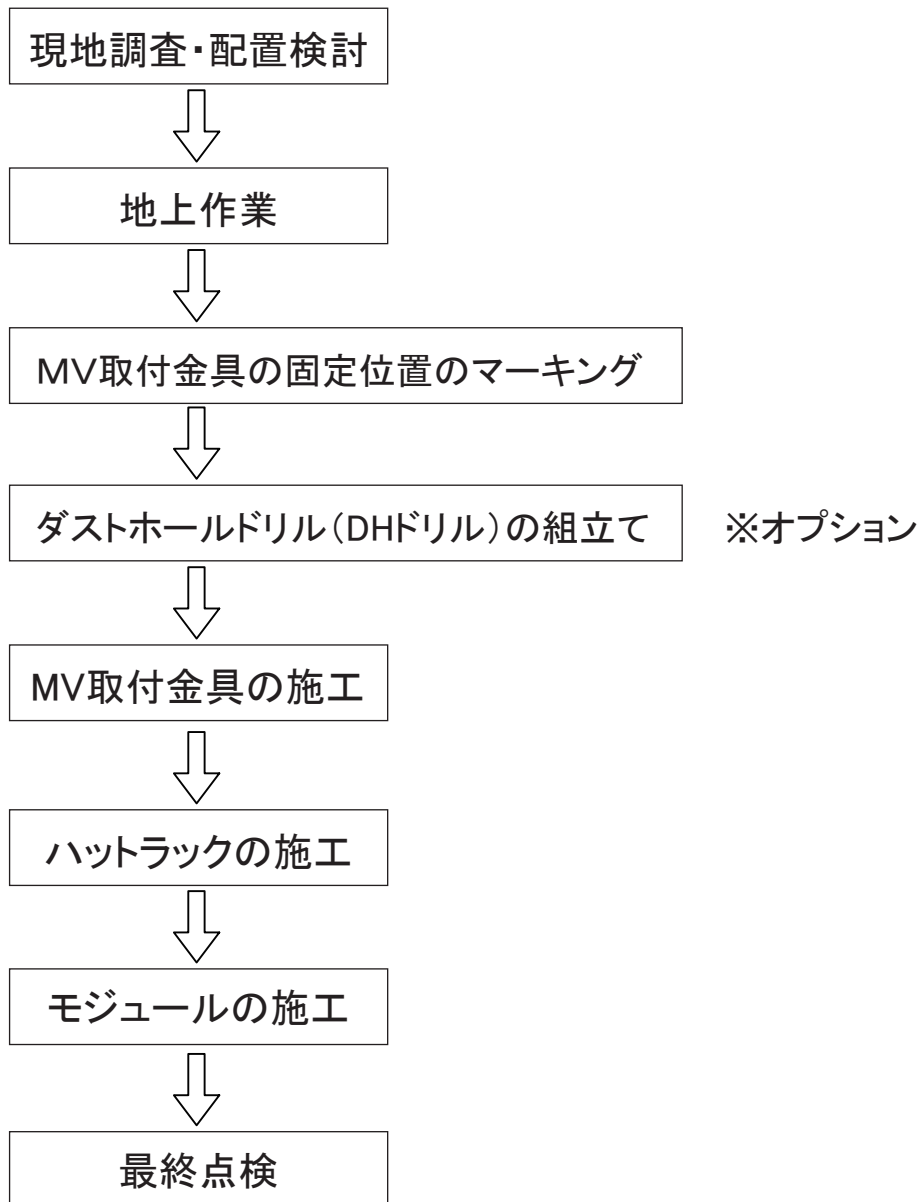 現地調査・配置検討
地上作業
MV取付金具の固定位置のマーキング
ダストホールドリル（DHドリル）の組立て ※オプション
MV取付金具の施工
ハットラックの施工
モジュールの施工
最終点検